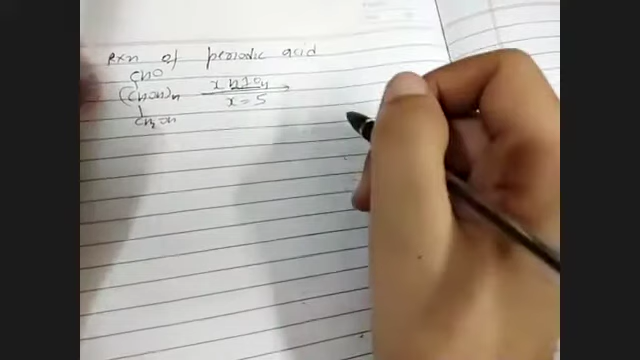 Rxn of periodic acid
CHO
(CHOH)n x HIO4
x = 5
CH2OH